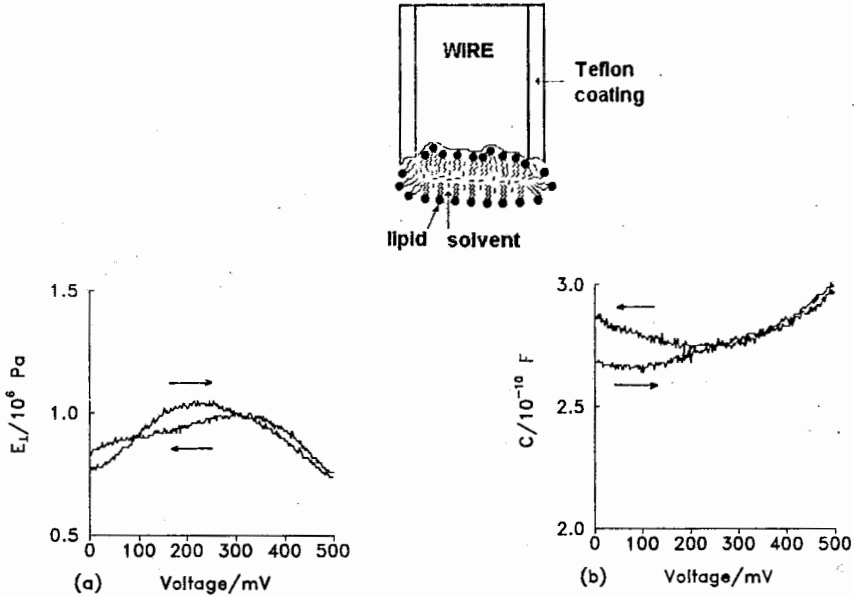 WIRE
Teflon
coating
lipid solvent
1.5
1.0
0.5
E⊥/10⁶ Pa
0 100 200 300 400 500
(a) Voltage/mV
3.0
2.5
2.0
C/10⁻¹⁰ F
0 100 200 300 400 500
(b) Voltage/mV